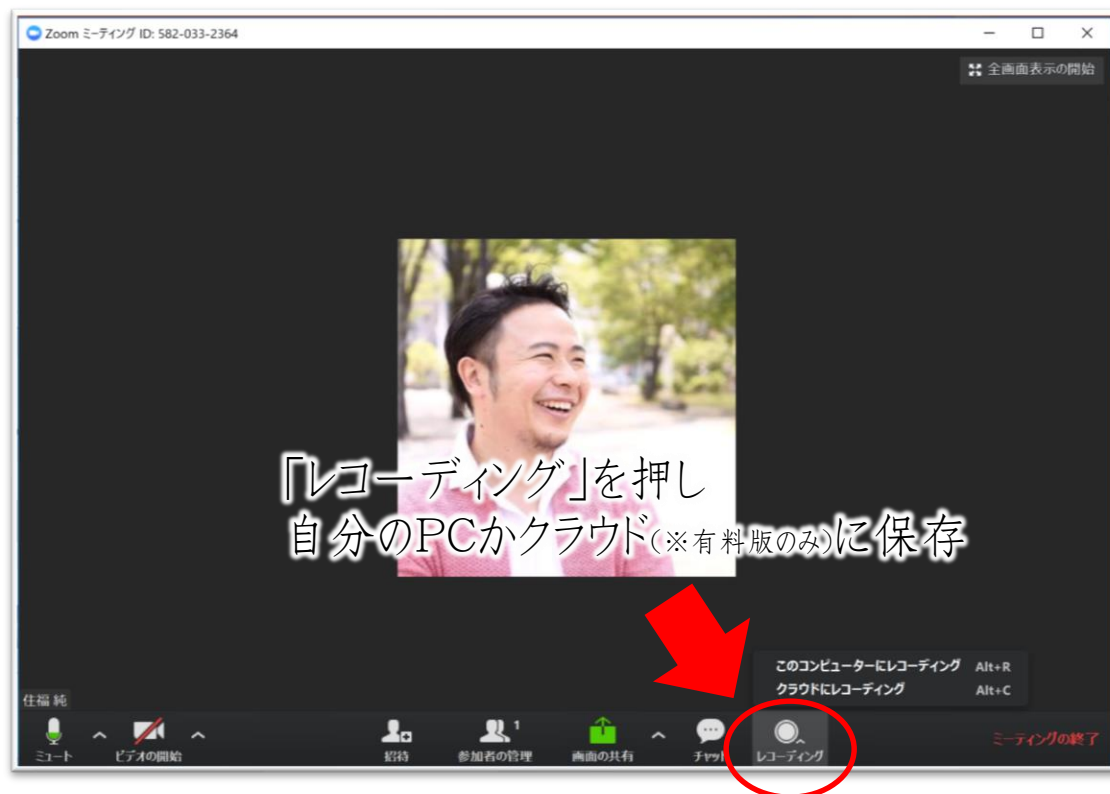 Zoom ミーティング ID: 582-033-2364
全画面表示の開始
「レコーディング」を押し
自分のPCかクラウド(※有料版のみ)に保存
このコンピューターにレコーディング Alt+R
クラウドにレコーディング Alt+C
住福 純
1
ミュート ビデオの開始 招待 参加者の管理 画面の共有 チャット レコーディング ミーティングの終了